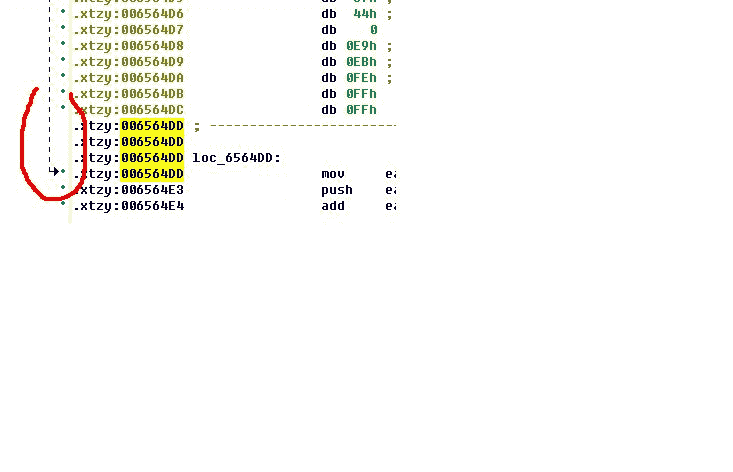 .xtzy:006564D6 db 44h ;
.xtzy:006564D7 db 0
.xtzy:006564D8 db 0E9h ;
.xtzy:006564D9 db 0EBh ;
.xtzy:006564DA db 0FEh ;
.xtzy:006564DB db 0FFh
.xtzy:006564DC db 0FFh
.xtzy:006564DD ; ------------------------
.xtzy:006564DD
.xtzy:006564DD loc_6564DD:
.xtzy:006564DD mov
.xtzy:006564E3 push
.xtzy:006564E4 add